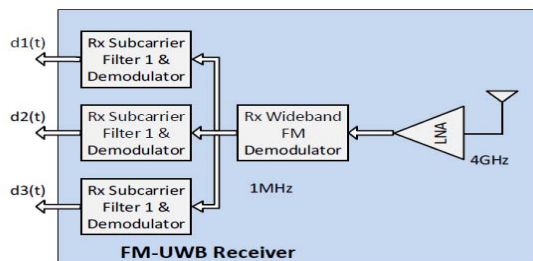 d1(t)
Rx Subcarrier
Filter 1 &
Demodulator
d2(t)
Rx Subcarrier
Filter 1 &
Demodulator
Rx Wideband
FM
Demodulator
LNA
4GHz
d3(t)
Rx Subcarrier
Filter 1 &
Demodulator
1MHz
FM-UWB Receiver